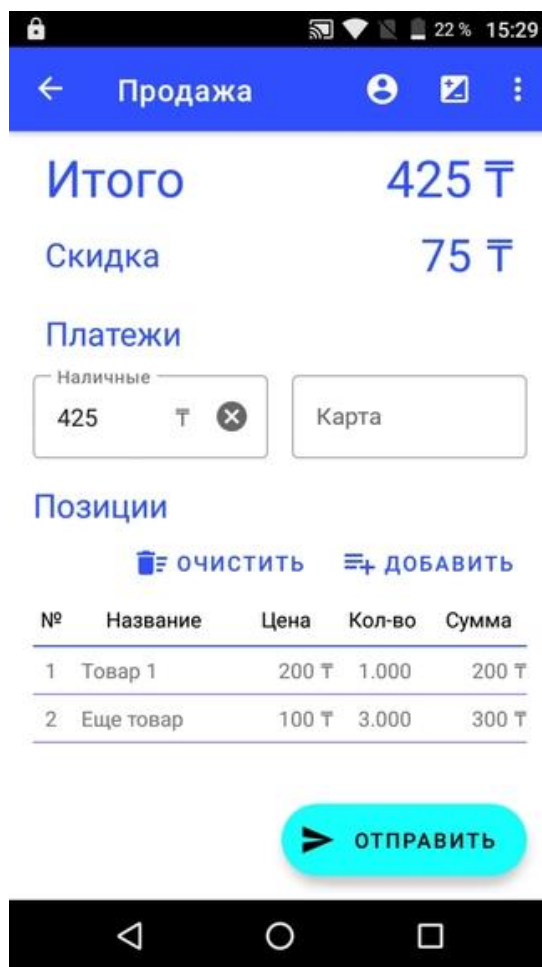 22 % 15:29
Продажа
Итого 425 ₸
Скидка 75 ₸
Платежи
Наличные
425 ₸
Карта
Позиции
ОЧИСТИТЬ ДОБАВИТЬ
№ Название Цена Кол-во Сумма
1 Товар 1 200 ₸ 1.000 200 ₸
2 Еще товар 100 ₸ 3.000 300 ₸
ОТПРАВИТЬ